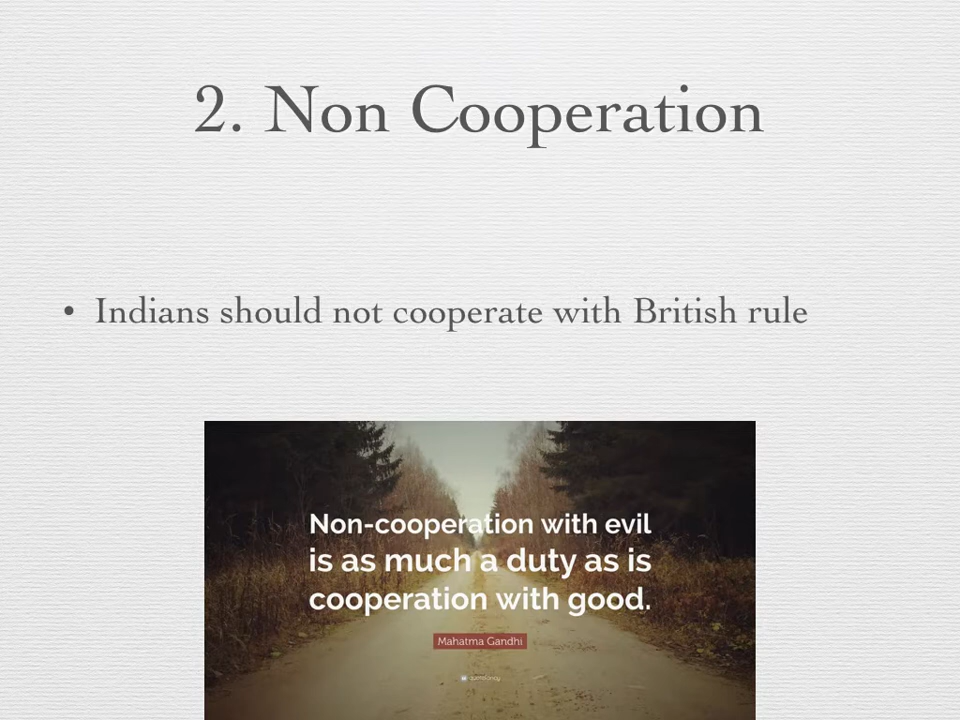 2. Non Cooperation
• Indians should not cooperate with British rule
Non-cooperation with evil
is as much a duty as is
cooperation with good.
Mahatma Gandhi
quotefancy